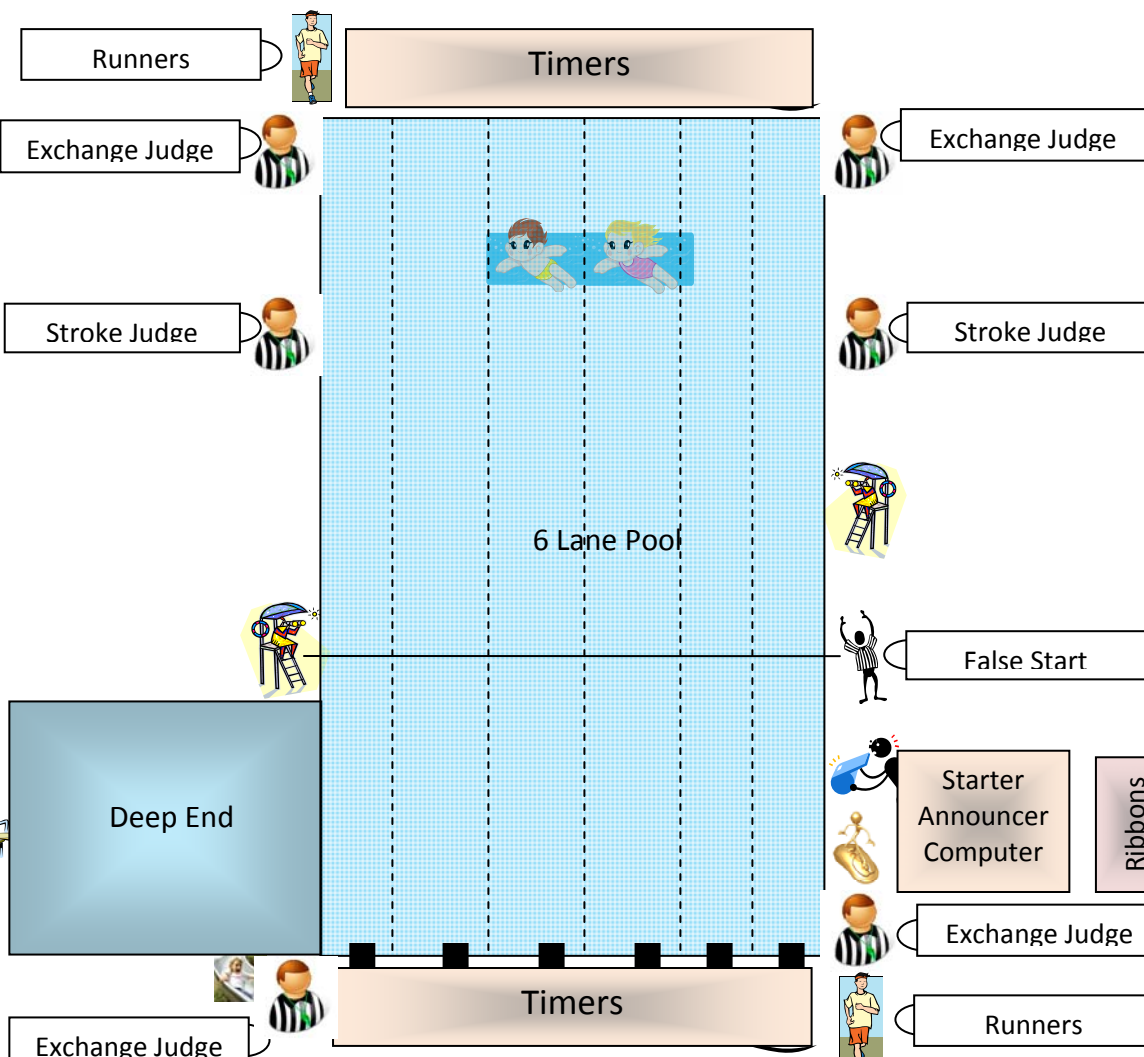 Runners
Timers
Exchange Judge
Exchange Judge
Stroke Judge
Stroke Judge
6 Lane Pool
False Start
Deep End
Starter
Announcer
Computer
Ribbons
Exchange Judge
Timers
Runners
Exchange Judge